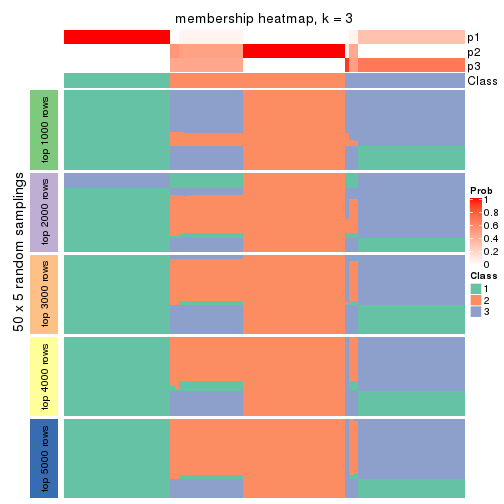 membership heatmap, k = 3
p1
p2
p3
Class
50 x 5 random samplings
top 1000 rows
top 2000 rows
top 3000 rows
top 4000 rows
top 5000 rows
Prob
1
0.8
0.6
0.4
0.2
0
Class
1
2
3